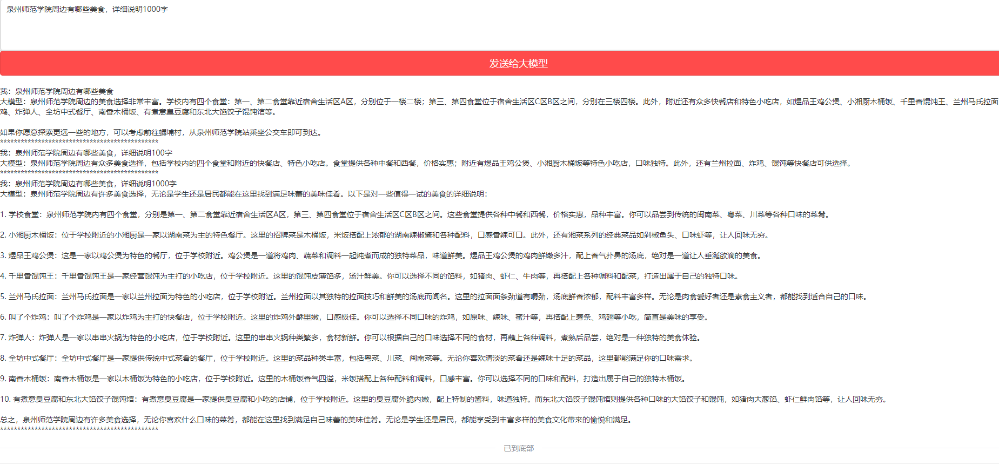 泉州师范学院周边有哪些美食，详细说明1000字
发送给大模型
我：泉州师范学院周边有哪些美食
大模型：泉州师范学院周边的美食选择非常丰富。学校内有四个食堂：第一、第二食堂靠近宿舍生活区A区，分别位于一楼二楼；第三、第四食堂位于宿舍生活区C区B区之间，分别在三楼四楼。此外，附近还有众多快餐店和特色小吃店，如煜品王鸡公煲、小湘厨木桶饭、千里香馄饨王、兰州马氏拉面
鸡、炸弹人、全坊中式餐厅、南香木桶饭、有煮意臭豆腐和东北大馅饺子馄饨馆等。
如果你愿意探索更远一些的地方，可以考虑前往蟳埔村，从泉州师范学院站乘坐公交车即可到达。
**********************************************
我：泉州师范学院周边有哪些美食，详细说明100字
大模型：泉州师范学院周边有众多美食选择，包括学校内的四个食堂和附近的快餐店、特色小吃店。食堂提供各种中餐和西餐，价格实惠；附近有煜品王鸡公煲、小湘厨木桶饭等特色小吃店，口味独特。此外，还有兰州拉面、炸鸡、馄饨等快餐店可供选择。
**********************************************
我：泉州师范学院周边有哪些美食，详细说明1000字
大模型：泉州师范学院周边有许多美食选择，无论是学生还是居民都能在这里找到满足味蕾的美味佳肴。以下是对一些值得一试的美食的详细说明：
1. 学校食堂：泉州师范学院内有四个食堂，分别是第一、第二食堂靠近宿舍生活区A区，第三、第四食堂位于宿舍生活区C区B区之间。这些食堂提供各种中餐和西餐，价格实惠，品种丰富。你可以品尝到传统的闽南菜、粤菜、川菜等各种口味的菜肴。
2. 小湘厨木桶饭：位于学校附近的小湘厨是一家以湖南菜为主的特色餐厅。这里的招牌菜是木桶饭，米饭搭配上浓郁的湖南辣椒酱和各种配料，口感香辣可口。此外，还有湘菜系列的经典菜品如剁椒鱼头、口味虾等，让人回味无穷。
3. 煜品王鸡公煲：这是一家以鸡公煲为特色的餐厅，位于学校附近。鸡公煲是一道将鸡肉、蔬菜和调料一起炖煮而成的独特菜品，味道鲜美。煜品王鸡公煲的鸡肉鲜嫩多汁，配上香气扑鼻的汤底，绝对是一道让人垂涎欲滴的美食。
4. 千里香馄饨王：千里香馄饨王是一家经营馄饨为主打的小吃店，位于学校附近。这里的馄饨皮薄馅多，汤汁鲜美。你可以选择不同的馅料，如猪肉、虾仁、牛肉等，再搭配上各种调料和配菜，打造出属于自己的独特口味。
5. 兰州马氏拉面：兰州马氏拉面是一家以兰州拉面为特色的小吃店，位于学校附近。兰州拉面以其独特的拉面技巧和鲜美的汤底而闻名。这里的拉面面条劲道有嚼劲，汤底鲜香浓郁，配料丰富多样。无论是肉食爱好者还是素食主义者，都能找到适合自己的口味。
6. 叫了个炸鸡：叫了个炸鸡是一家以炸鸡为主打的快餐店，位于学校附近。这里的炸鸡外酥里嫩，口感极佳。你可以选择不同口味的炸鸡，如原味、辣味、蜜汁等，再搭配上薯条、鸡翅等小吃，简直是美味的享受。
7. 炸弹人：炸弹人是一家以串串火锅为特色的小吃店，位于学校附近。这里的串串火锅种类繁多，食材新鲜。你可以根据自己的口味选择不同的食材，再蘸上各种调料，煮熟后品尝，绝对是一种独特的美食体验。
8. 全坊中式餐厅：全坊中式餐厅是一家提供传统中式菜肴的餐厅，位于学校附近。这里的菜品种类丰富，包括粤菜、川菜、闽南菜等。无论你喜欢清淡的菜肴还是辣味十足的菜品，这里都能满足你的口味需求。
9. 南香木桶饭：南香木桶饭是一家以木桶饭为特色的小吃店，位于学校附近。这里的木桶饭香气四溢，米饭搭配上各种配料和调料，口感丰富。你可以选择不同的口味和配料，打造出属于自己的独特木桶饭。
10. 有煮意臭豆腐和东北大馅饺子馄饨馆：有煮意臭豆腐是一家提供臭豆腐和小吃的店铺，位于学校附近。这里的臭豆腐外脆内嫩，配上特制的酱料，味道独特。而东北大馅饺子馄饨馆则提供各种口味的大馅饺子和馄饨，如猪肉大葱馅、虾仁鲜肉馅等，让人回味无穷。
总之，泉州师范学院周边有许多美食选择，无论你喜欢什么口味的菜肴，都能在这里找到满足自己味蕾的美味佳肴。无论是学生还是居民，都能享受到丰富多样的美食文化带来的愉悦和满足。
**********************************************
已到底部